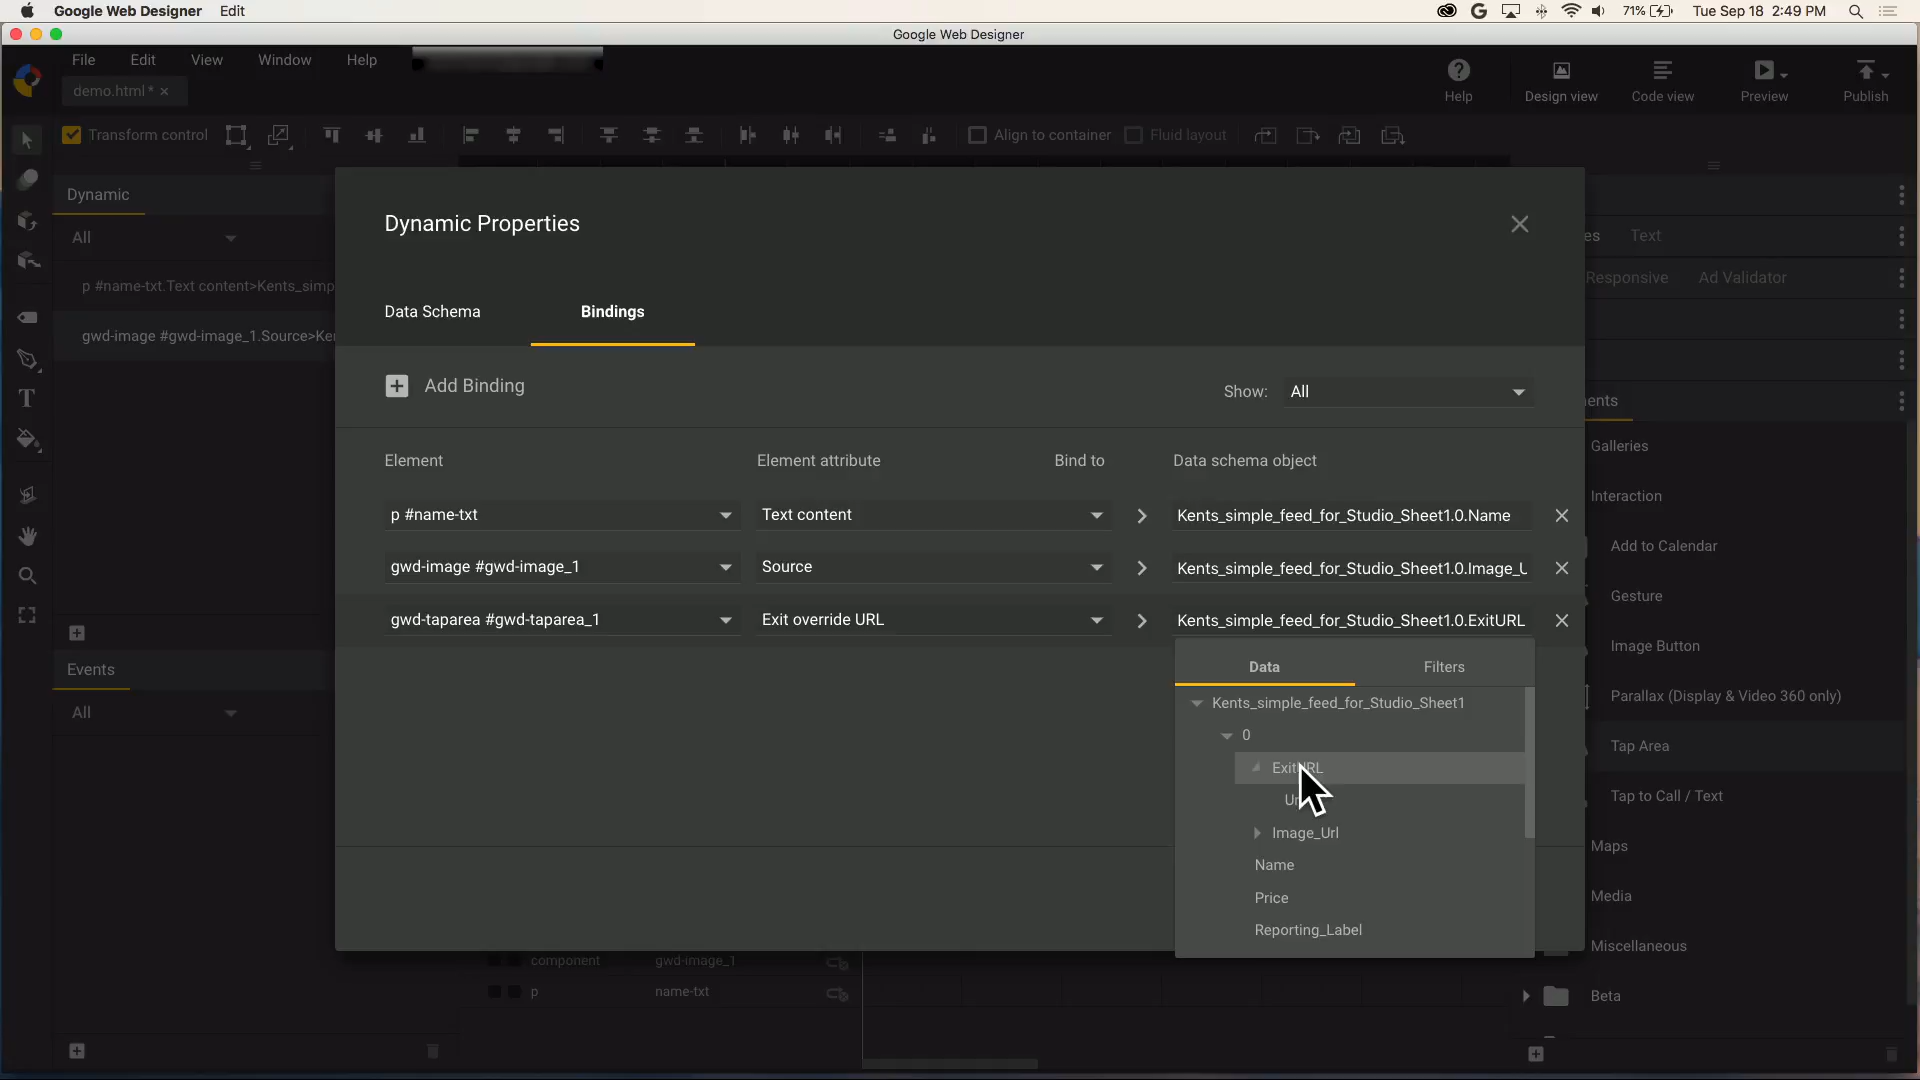 Google Web Designer Edit 71% Tue Sep 18 2:49 PM
Google Web Designer
File Edit View Window Help
demo.html *
Help Design view Code view Preview Publish
Transform control Align to container Fluid layout
Dynamic
All
p #name-txt.Text content>Kents_simp
gwd-image #gwd-image_1.Source>Ke
Events
All
Dynamic Properties
Data Schema Bindings
Add Binding
Show: All
Element Element attribute Bind to Data schema object
p #name-txt Text content Kents_simple_feed_for_Studio_Sheet1.0.Name
gwd-image #gwd-image_1 Source Kents_simple_feed_for_Studio_Sheet1.0.Image_U
gwd-taparea #gwd-taparea_1 Exit override URL Kents_simple_feed_for_Studio_Sheet1.0.ExitURL
Data Filters
Kents_simple_feed_for_Studio_Sheet1
0
ExitURL
Image_Url
Name
Price
Reporting_Label
component gwd-image_1
p name-txt
es Text
Responsive Ad Validator
ents
Galleries
Interaction
Add to Calendar
Gesture
Image Button
Parallax (Display & Video 360 only)
Tap Area
Tap to Call / Text
Maps
Media
Miscellaneous
Beta